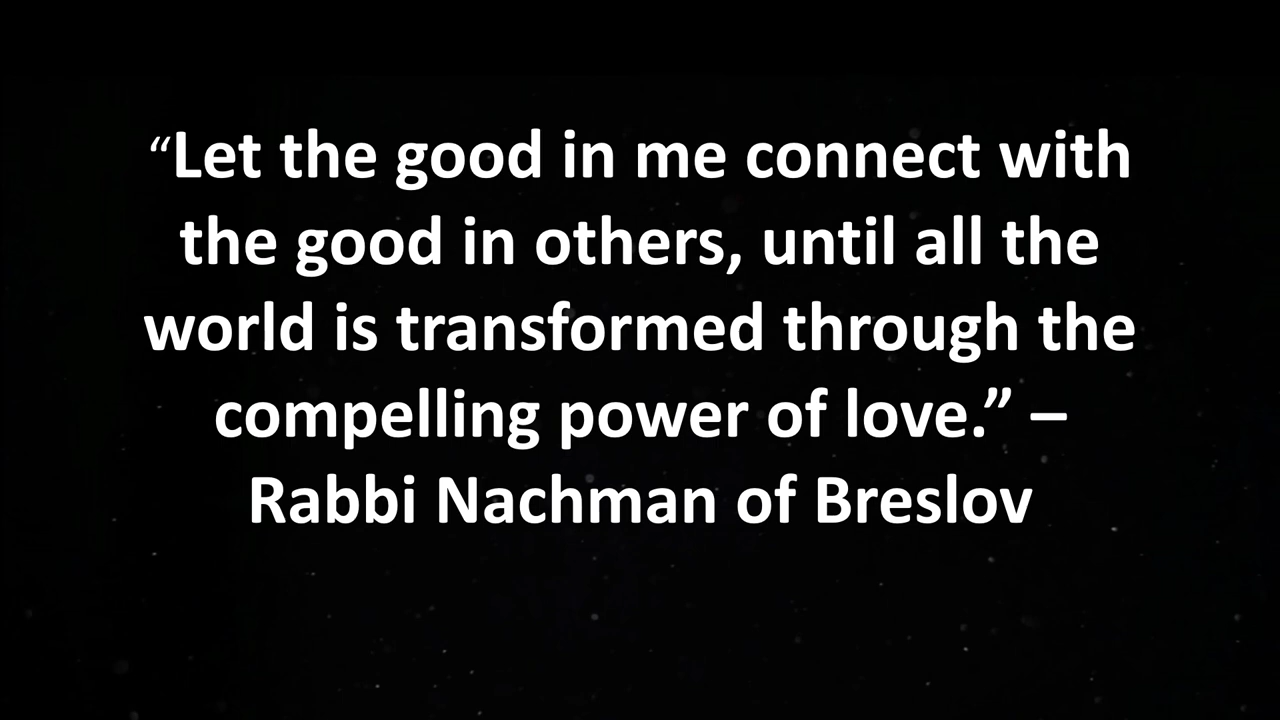 “Let the good in me connect with
the good in others, until all the
world is transformed through the
compelling power of love.” –
Rabbi Nachman of Breslov